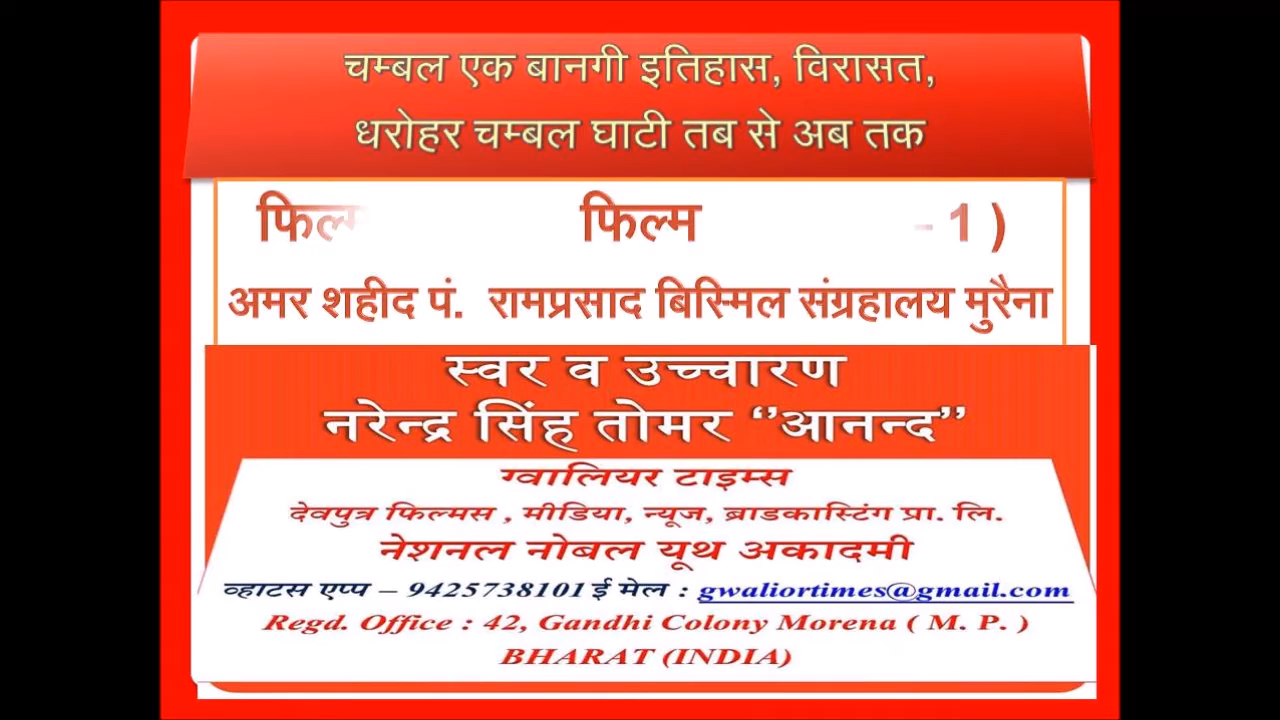 चम्बल एक बानगी इतिहास, विरासत,
धरोहर चम्बल घाटी तब से अब तक
फिल्म फिल्म - 1 )
अमर शहीद पं. रामप्रसाद बिस्मिल संग्रहालय मुरैना
स्वर व उच्चारण
नरेन्द्र सिंह तोमर ‘‘आनन्द’’
ग्वालियर टाइम्स
देवपुत्र फिल्मस , मीडिया, न्यूज, ब्राडकास्टिंग प्रा. लि.
नेशनल नोबल यूथ अकादमी
व्हाटस एप्प – 9425738101 ई मेल : gwaliortimes@gmail.com
Regd. Office : 42, Gandhi Colony Morena ( M. P. )
BHARAT (INDIA)